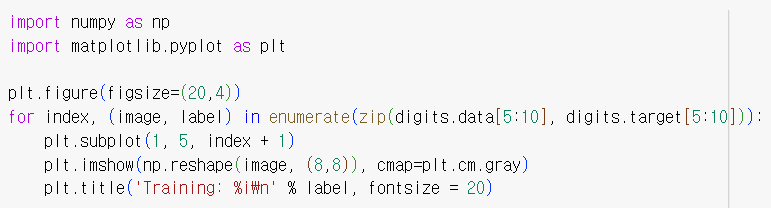 import numpy as np
import matplotlib.pyplot as plt

plt.figure(figsize=(20,4))
for index, (image, label) in enumerate(zip(digits.data[5:10], digits.target[5:10])):
    plt.subplot(1, 5, index + 1)
    plt.imshow(np.reshape(image, (8,8)), cmap=plt.cm.gray)
    plt.title('Training: %i₩n' % label, fontsize = 20)